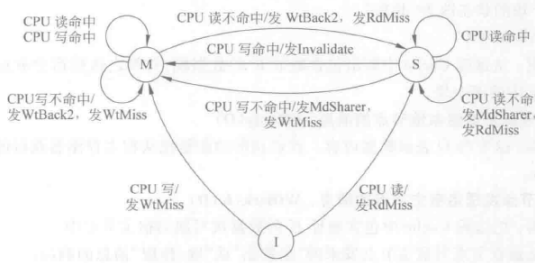 CPU 读命中
CPU 写命中
CPU 读不命中/发 WtBack2，发RdMiss
CPU读命中
CPU 写命中/发Invalidate
M
S
CPU写不命中/
发WtBack2，发WtMiss
CPU 写不命中/发MdSharer，
发WtMiss
CPU 读不命
发MdSharer
发RdMiss
CPU 写/
发WtMiss
CPU 读/
发RdMiss
I